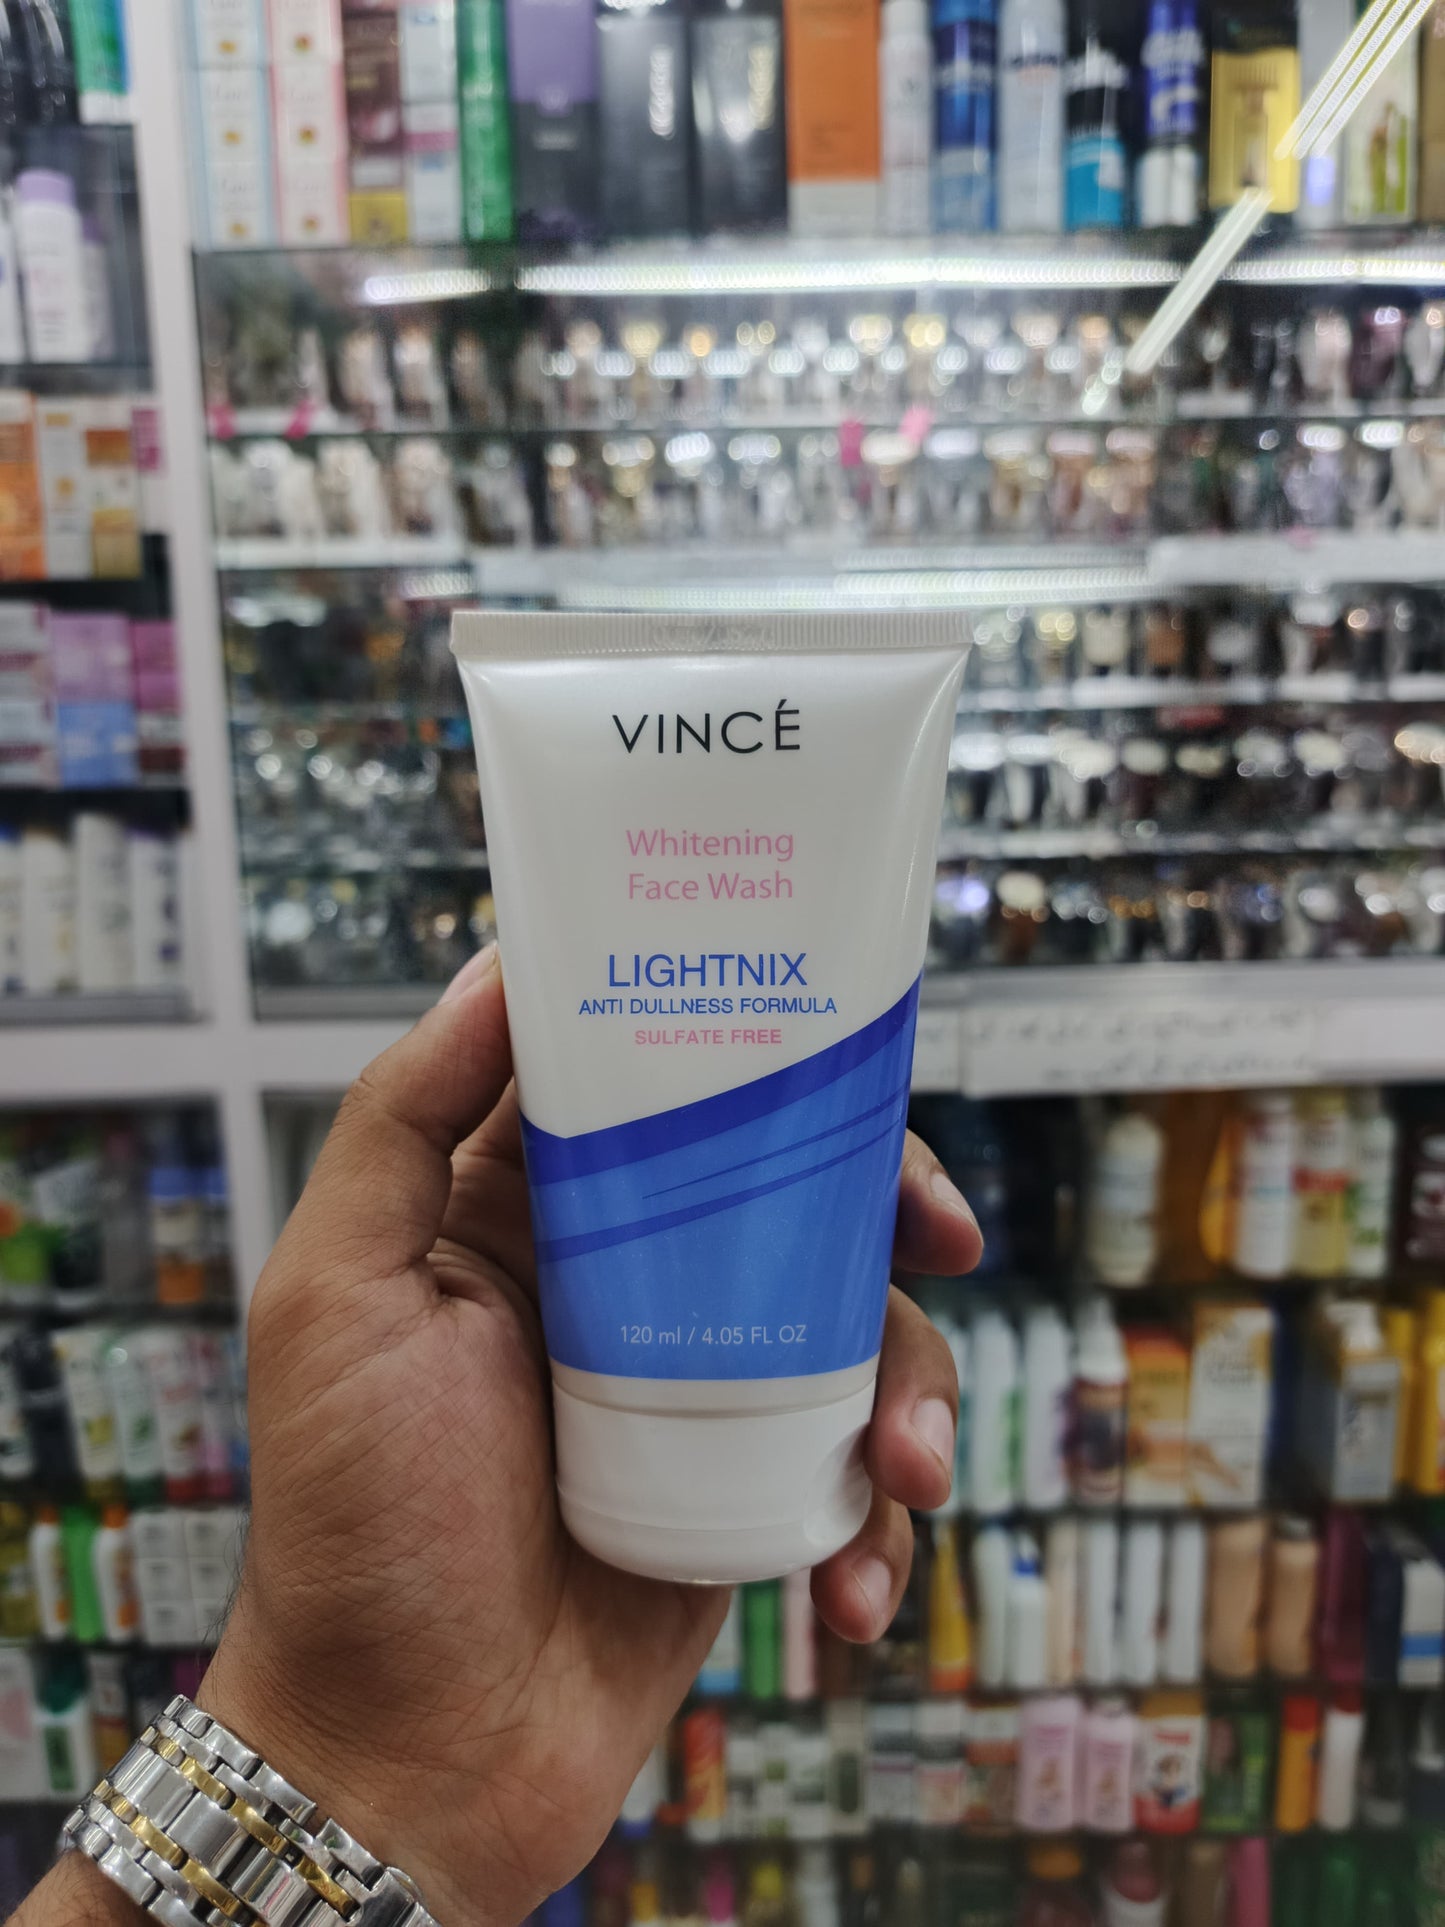 VINCÉ
Whitening
Face Wash
LIGHTNIX
ANTI DULLNESS FORMULA
SULFATE FREE
120 ml / 4.05 FL OZ